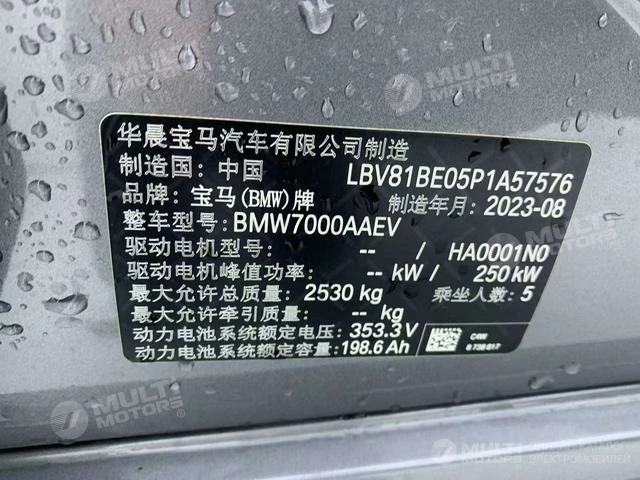 华晨宝马汽车有限公司制造
制造国: 中国 LBV81BE05P1A57576
品牌: 宝马(BMW)牌 制造年月: 2023-08
整车型号: BMW7000AAEV
驱动电机型号: -- / HA0001N0
驱动电机峰值功率: -- kW / 250 kW
最大允许总质量: 2530 kg 乘坐人数: 5
最大允许牵引质量: -- kg
动力电池系统额定电压: 353.3V
动力电池系统额定容量: 198.6Ah
MULTI MOTORS
MULTI MOTORS
MULTI MOTORS
MULTI
ЭЛЕКТРОМОБИЛЕЙ